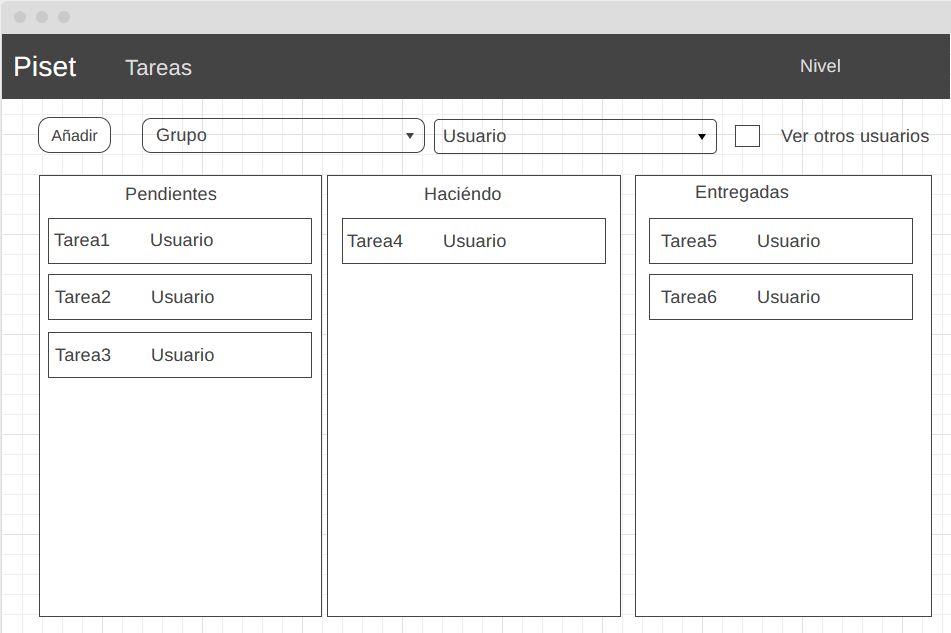 Piset Tareas Nivel
Añadir Grupo Usuario Ver otros usuarios
Pendientes Haciéndo Entregadas
Tarea1 Usuario Tarea4 Usuario Tarea5 Usuario
Tarea2 Usuario Tarea6 Usuario
Tarea3 Usuario